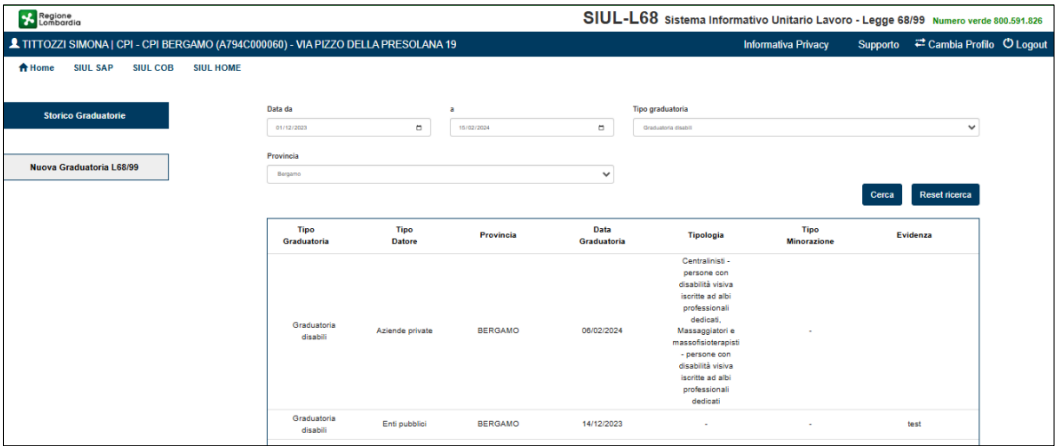 Regione
Lombardia
SIUL-L68 Sistema Informativo Unitario Lavoro - Legge 68/99 Numero verde 800.591.826
TITTOZZI SIMONA | CPI - CPI BERGAMO (A794C000060) - VIA PIZZO DELLA PRESOLANA 19 Informativa Privacy Supporto Cambia Profilo Logout
Home SIUL SAP SIUL COB SIUL HOME
Storico Graduatorie
Nuova Graduatoria L68/99
Data da a Tipo graduatoria
01/12/2023 15/02/2024 Graduatoria disabili
Provincia
Bergamo
Cerca Reset ricerca
Tipo Graduatoria Tipo Datore Provincia Data Graduatoria Tipologia Tipo Minorazione Evidenza
Graduatoria disabili Aziende private BERGAMO 06/02/2024
Centralinisti -
persone con
disabilità visiva
iscritte ad albi
professionali
dedicati,
Massaggiatori e
massofisioterapisti
- persone con
disabilità visiva
iscritte ad albi
professionali
dedicati
-
Graduatoria disabili Enti pubblici BERGAMO 14/12/2023 - - test